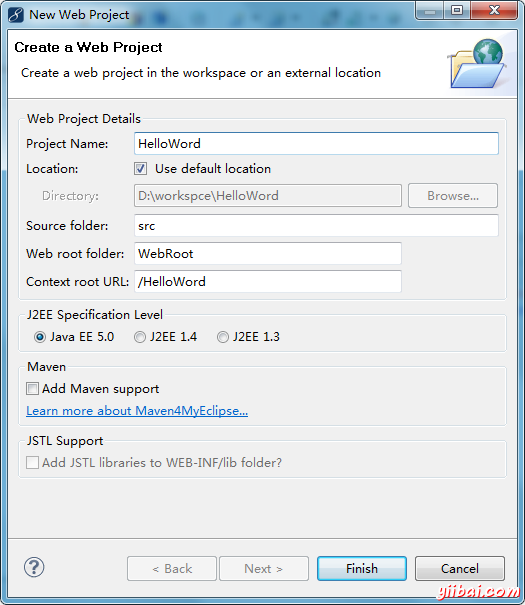 New Web Project
Create a Web Project
Create a web project in the workspace or an external location
Web Project Details
Project Name: HelloWord
Location: Use default location
Directory: D:\workspce\HelloWord Browse...
Source folder: src
Web root folder: WebRoot
Context root URL: /HelloWord
J2EE Specification Level
Java EE 5.0 J2EE 1.4 J2EE 1.3
Maven
Add Maven support
Learn more about Maven4MyEclipse...
JSTL Support
Add JSTL libraries to WEB-INF/lib folder?
? < Back Next > Finish Cancel
yiibai.com